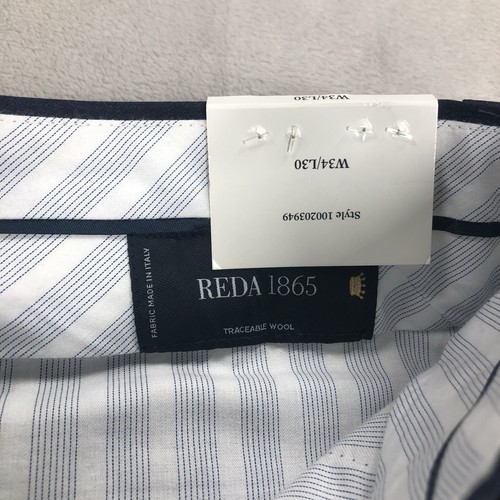 W34/L30
W34/L30
Style 100203949
REDA 1865
TRACEABLE WOOL
FABRIC MADE IN ITALY